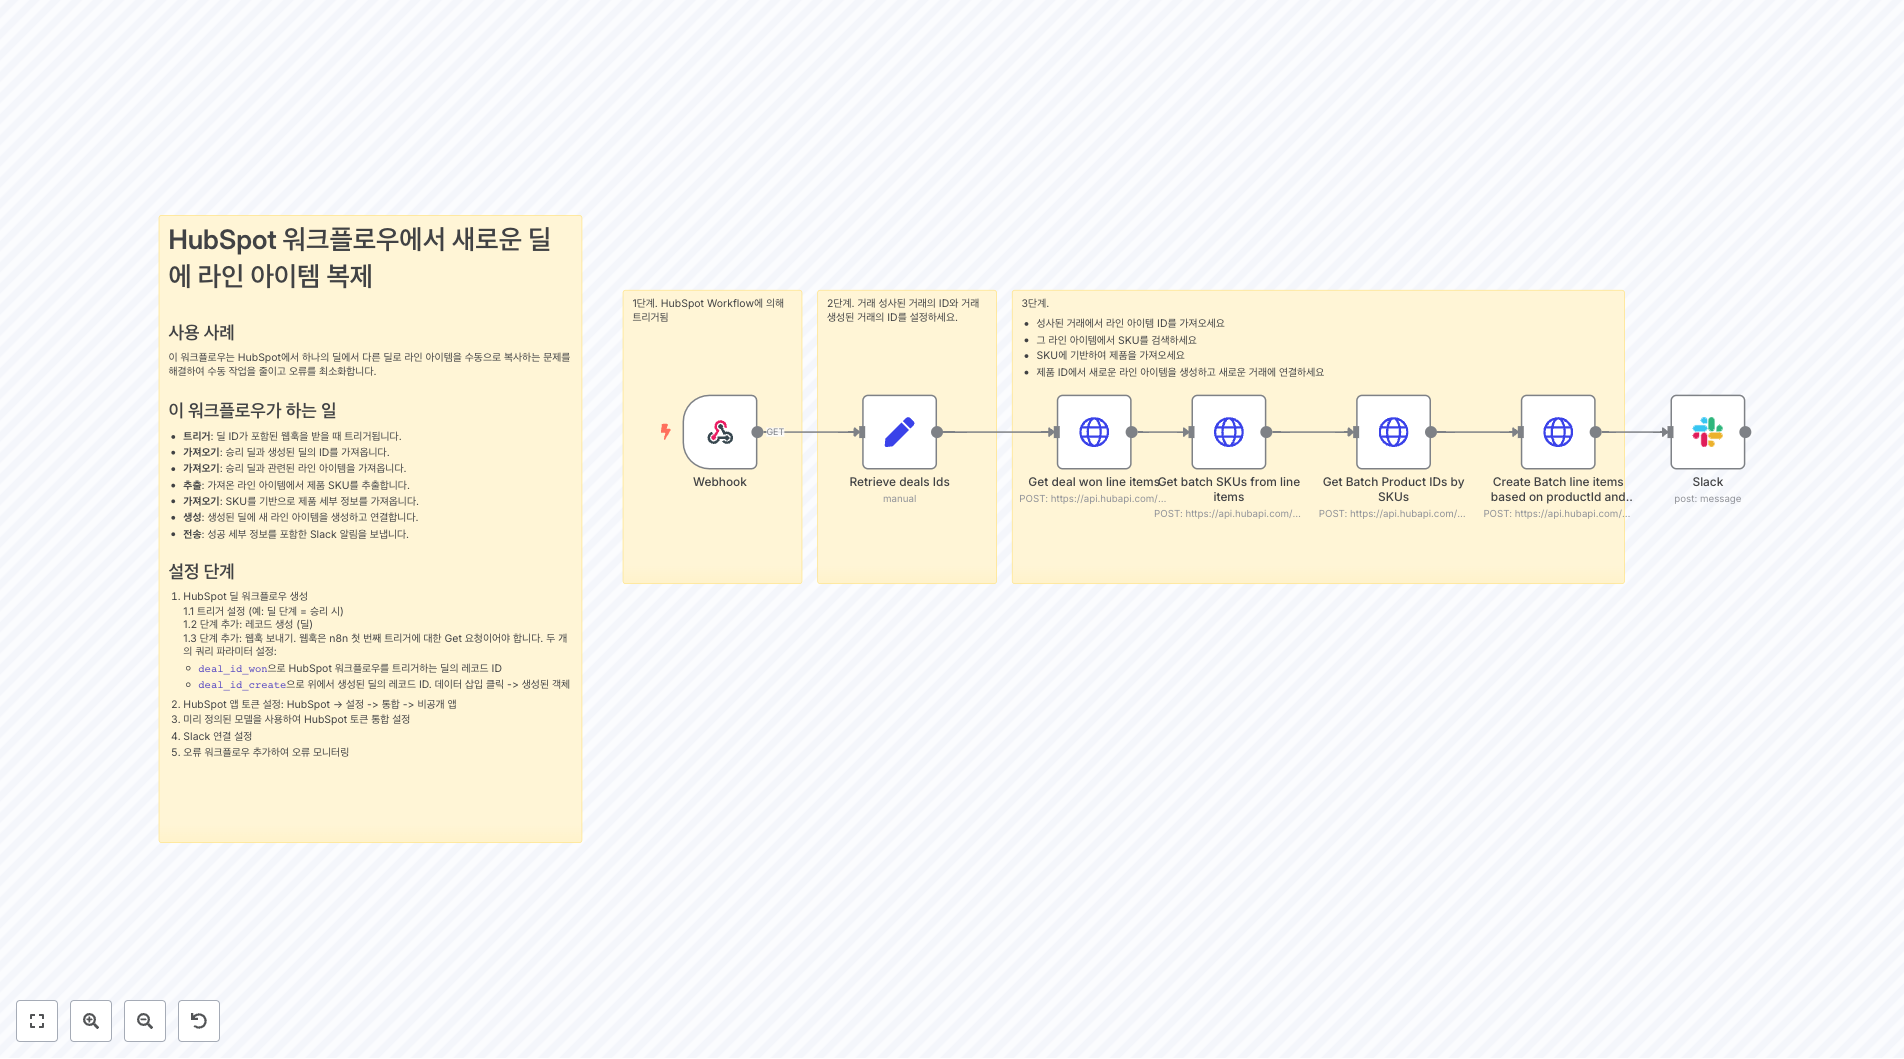 HubSpot 워크플로우에서 새로운 딜
에 라인 아이템 복제
사용 사례
이 워크플로우는 HubSpot에서 하나의 딜에서 다른 딜로 라인 아이템을 수동으로 복사하는 문제를
해결하여 수동 작업을 줄이고 오류를 최소화합니다.
이 워크플로우가 하는 일
• 트리거: 딜 ID가 포함된 웹훅을 받을 때 트리거됩니다.
• 가져오기: 승리 딜과 생성된 딜의 ID를 가져옵니다.
• 가져오기: 승리 딜과 관련된 라인 아이템을 가져옵니다.
• 추출: 가져온 라인 아이템에서 제품 SKU를 추출합니다.
• 가져오기: SKU를 기반으로 제품 세부 정보를 가져옵니다.
• 생성: 생성된 딜에 새 라인 아이템을 생성하고 연결합니다.
• 전송: 성공 세부 정보를 포함한 Slack 알림을 보냅니다.
설정 단계
1. HubSpot 딜 워크플로우 생성
1.1 트리거 설정 (예: 딜 단계 = 승리 시)
1.2 단계 추가: 레코드 생성 (딜)
1.3 단계 추가: 웹훅 보내기. 웹훅은 n8n 첫 번째 트리거에 대한 Get 요청이어야 합니다. 두 개
의 쿼리 파라미터 설정:
deal_id_won으로 HubSpot 워크플로우를 트리거하는 딜의 레코드 ID
deal_id_create으로 위에서 생성된 딜의 레코드 ID. 데이터 삽입 클릭 -> 생성된 객체
2. HubSpot 앱 토큰 설정: HubSpot → 설정 -> 통합 -> 비공개 앱
3. 미리 정의된 모델을 사용하여 HubSpot 토큰 통합 설정
4. Slack 연결 설정
5. 오류 워크플로우 추가하여 오류 모니터링
1단계. HubSpot Workflow에 의해
트리거됨
GET
Webhook
2단계. 거래 성사된 거래의 ID와 거래
생성된 거래의 ID를 설정하세요.
Retrieve deals Ids
manual
3단계.
• 성사된 거래에서 라인 아이템 ID를 가져오세요
• 그 라인 아이템에서 SKU를 검색하세요
• SKU에 기반하여 제품을 가져오세요
• 제품 ID에서 새로운 라인 아이템을 생성하고 새로운 거래에 연결하세요
Get deal won line items
POST: https://api.hubapi.com/...
Get batch SKUs from line
items
POST: https://api.hubapi.com/...
Get Batch Product IDs by
SKUs
POST: https://api.hubapi.com/...
Create Batch line items
based on productId and..
POST: https://api.hubapi.com/...
Slack
post: message